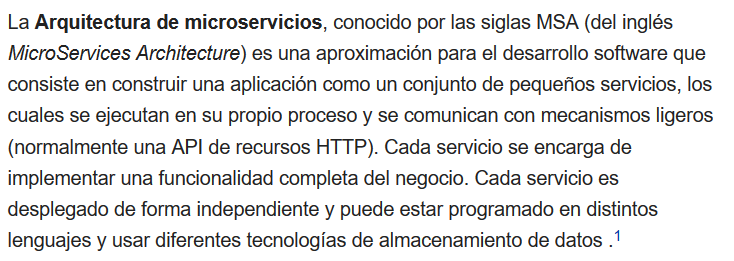 La Arquitectura de microservicios, conocido por las siglas MSA (del inglés
MicroServices Architecture) es una aproximación para el desarrollo software que
consiste en construir una aplicación como un conjunto de pequeños servicios, los
cuales se ejecutan en su propio proceso y se comunican con mecanismos ligeros
(normalmente una API de recursos HTTP). Cada servicio se encarga de
implementar una funcionalidad completa del negocio. Cada servicio es
desplegado de forma independiente y puede estar programado en distintos
lenguajes y usar diferentes tecnologías de almacenamiento de datos .1